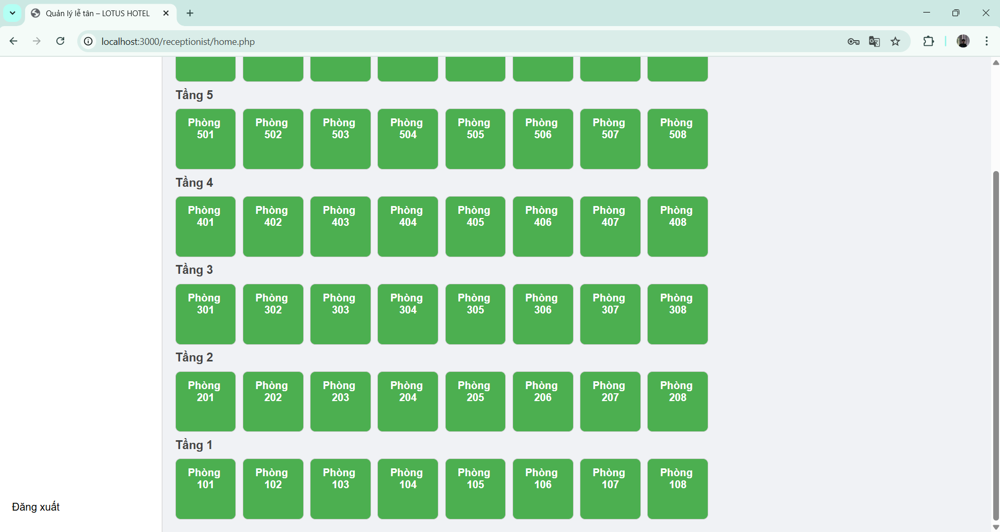 Quản lý lễ tân – LOTUS HOTEL
localhost:3000/receptionist/home.php
Tầng 5
Phòng 501 Phòng 502 Phòng 503 Phòng 504 Phòng 505 Phòng 506 Phòng 507 Phòng 508
Tầng 4
Phòng 401 Phòng 402 Phòng 403 Phòng 404 Phòng 405 Phòng 406 Phòng 407 Phòng 408
Tầng 3
Phòng 301 Phòng 302 Phòng 303 Phòng 304 Phòng 305 Phòng 306 Phòng 307 Phòng 308
Tầng 2
Phòng 201 Phòng 202 Phòng 203 Phòng 204 Phòng 205 Phòng 206 Phòng 207 Phòng 208
Tầng 1
Phòng 101 Phòng 102 Phòng 103 Phòng 104 Phòng 105 Phòng 106 Phòng 107 Phòng 108
Đăng xuất